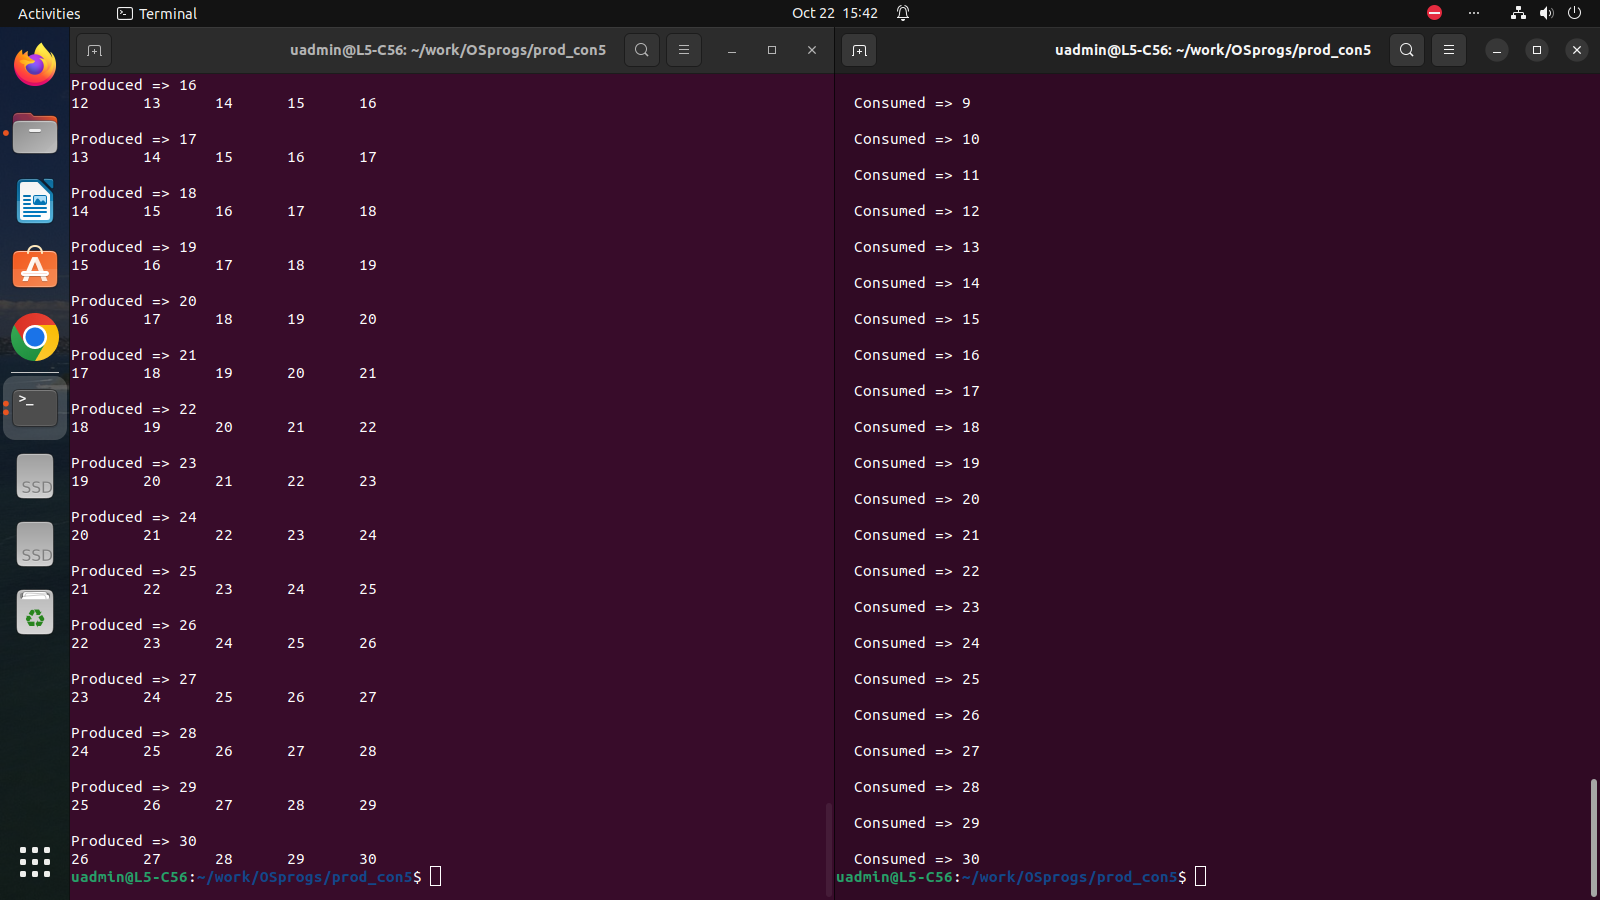 Activities
Terminal
Oct 22 15:42
uadmin@L5-C56: ~/work/OSprogs/prod_con5
Produced => 16
12 13 14 15 16
Produced => 17
13 14 15 16 17
Produced => 18
14 15 16 17 18
Produced => 19
15 16 17 18 19
Produced => 20
16 17 18 19 20
Produced => 21
17 18 19 20 21
Produced => 22
18 19 20 21 22
Produced => 23
19 20 21 22 23
Produced => 24
20 21 22 23 24
Produced => 25
21 22 23 24 25
Produced => 26
22 23 24 25 26
Produced => 27
23 24 25 26 27
Produced => 28
24 25 26 27 28
Produced => 29
25 26 27 28 29
Produced => 30
26 27 28 29 30
uadmin@L5-C56:~/work/OSprogs/prod_con5$
uadmin@L5-C56: ~/work/OSprogs/prod_con5
Consumed => 9
Consumed => 10
Consumed => 11
Consumed => 12
Consumed => 13
Consumed => 14
Consumed => 15
Consumed => 16
Consumed => 17
Consumed => 18
Consumed => 19
Consumed => 20
Consumed => 21
Consumed => 22
Consumed => 23
Consumed => 24
Consumed => 25
Consumed => 26
Consumed => 27
Consumed => 28
Consumed => 29
Consumed => 30
uadmin@L5-C56:~/work/OSprogs/prod_con5$
>_
SSD
SSD